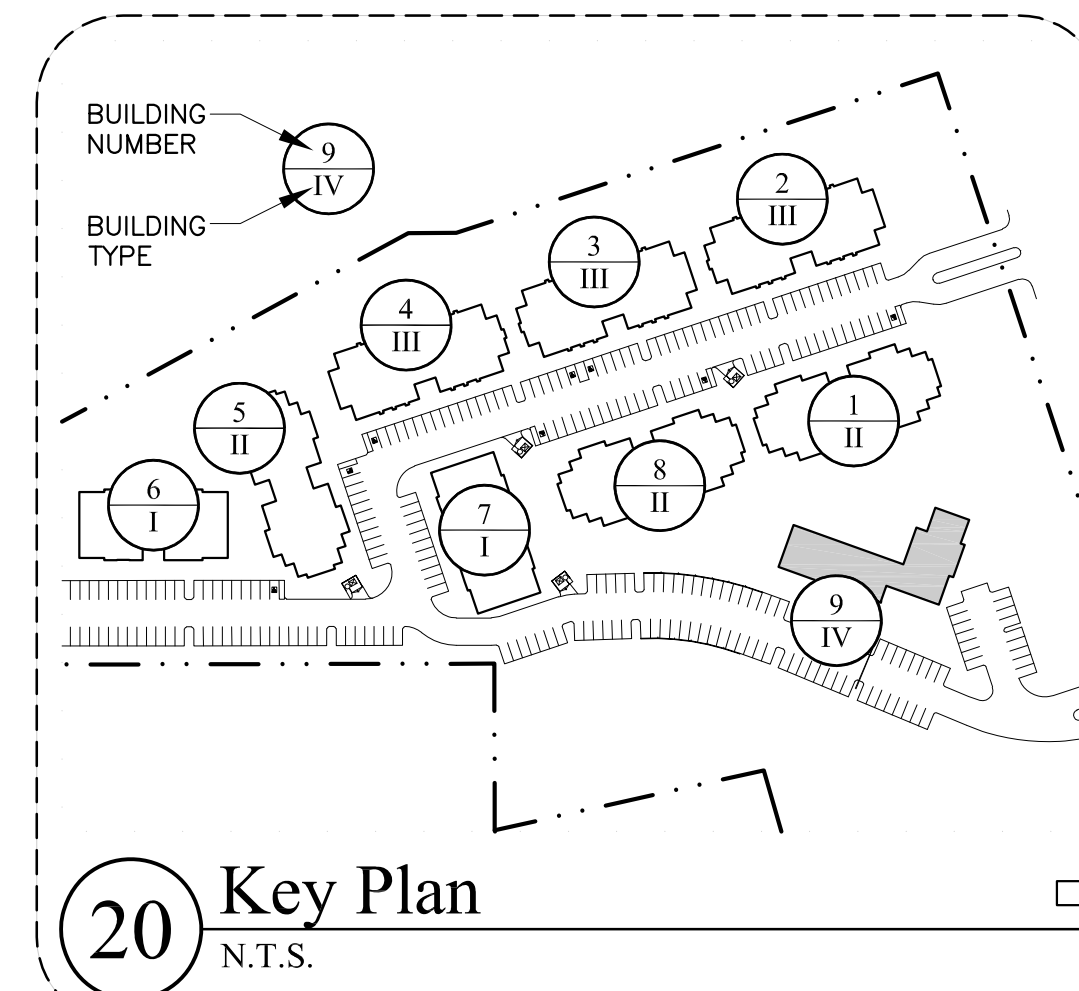 BUILDING
NUMBER
9
IV
BUILDING
TYPE
2
III
3
III
4
III
5
II
1
II
6
I
8
II
7
I
9
IV
20
Key Plan
N.T.S.